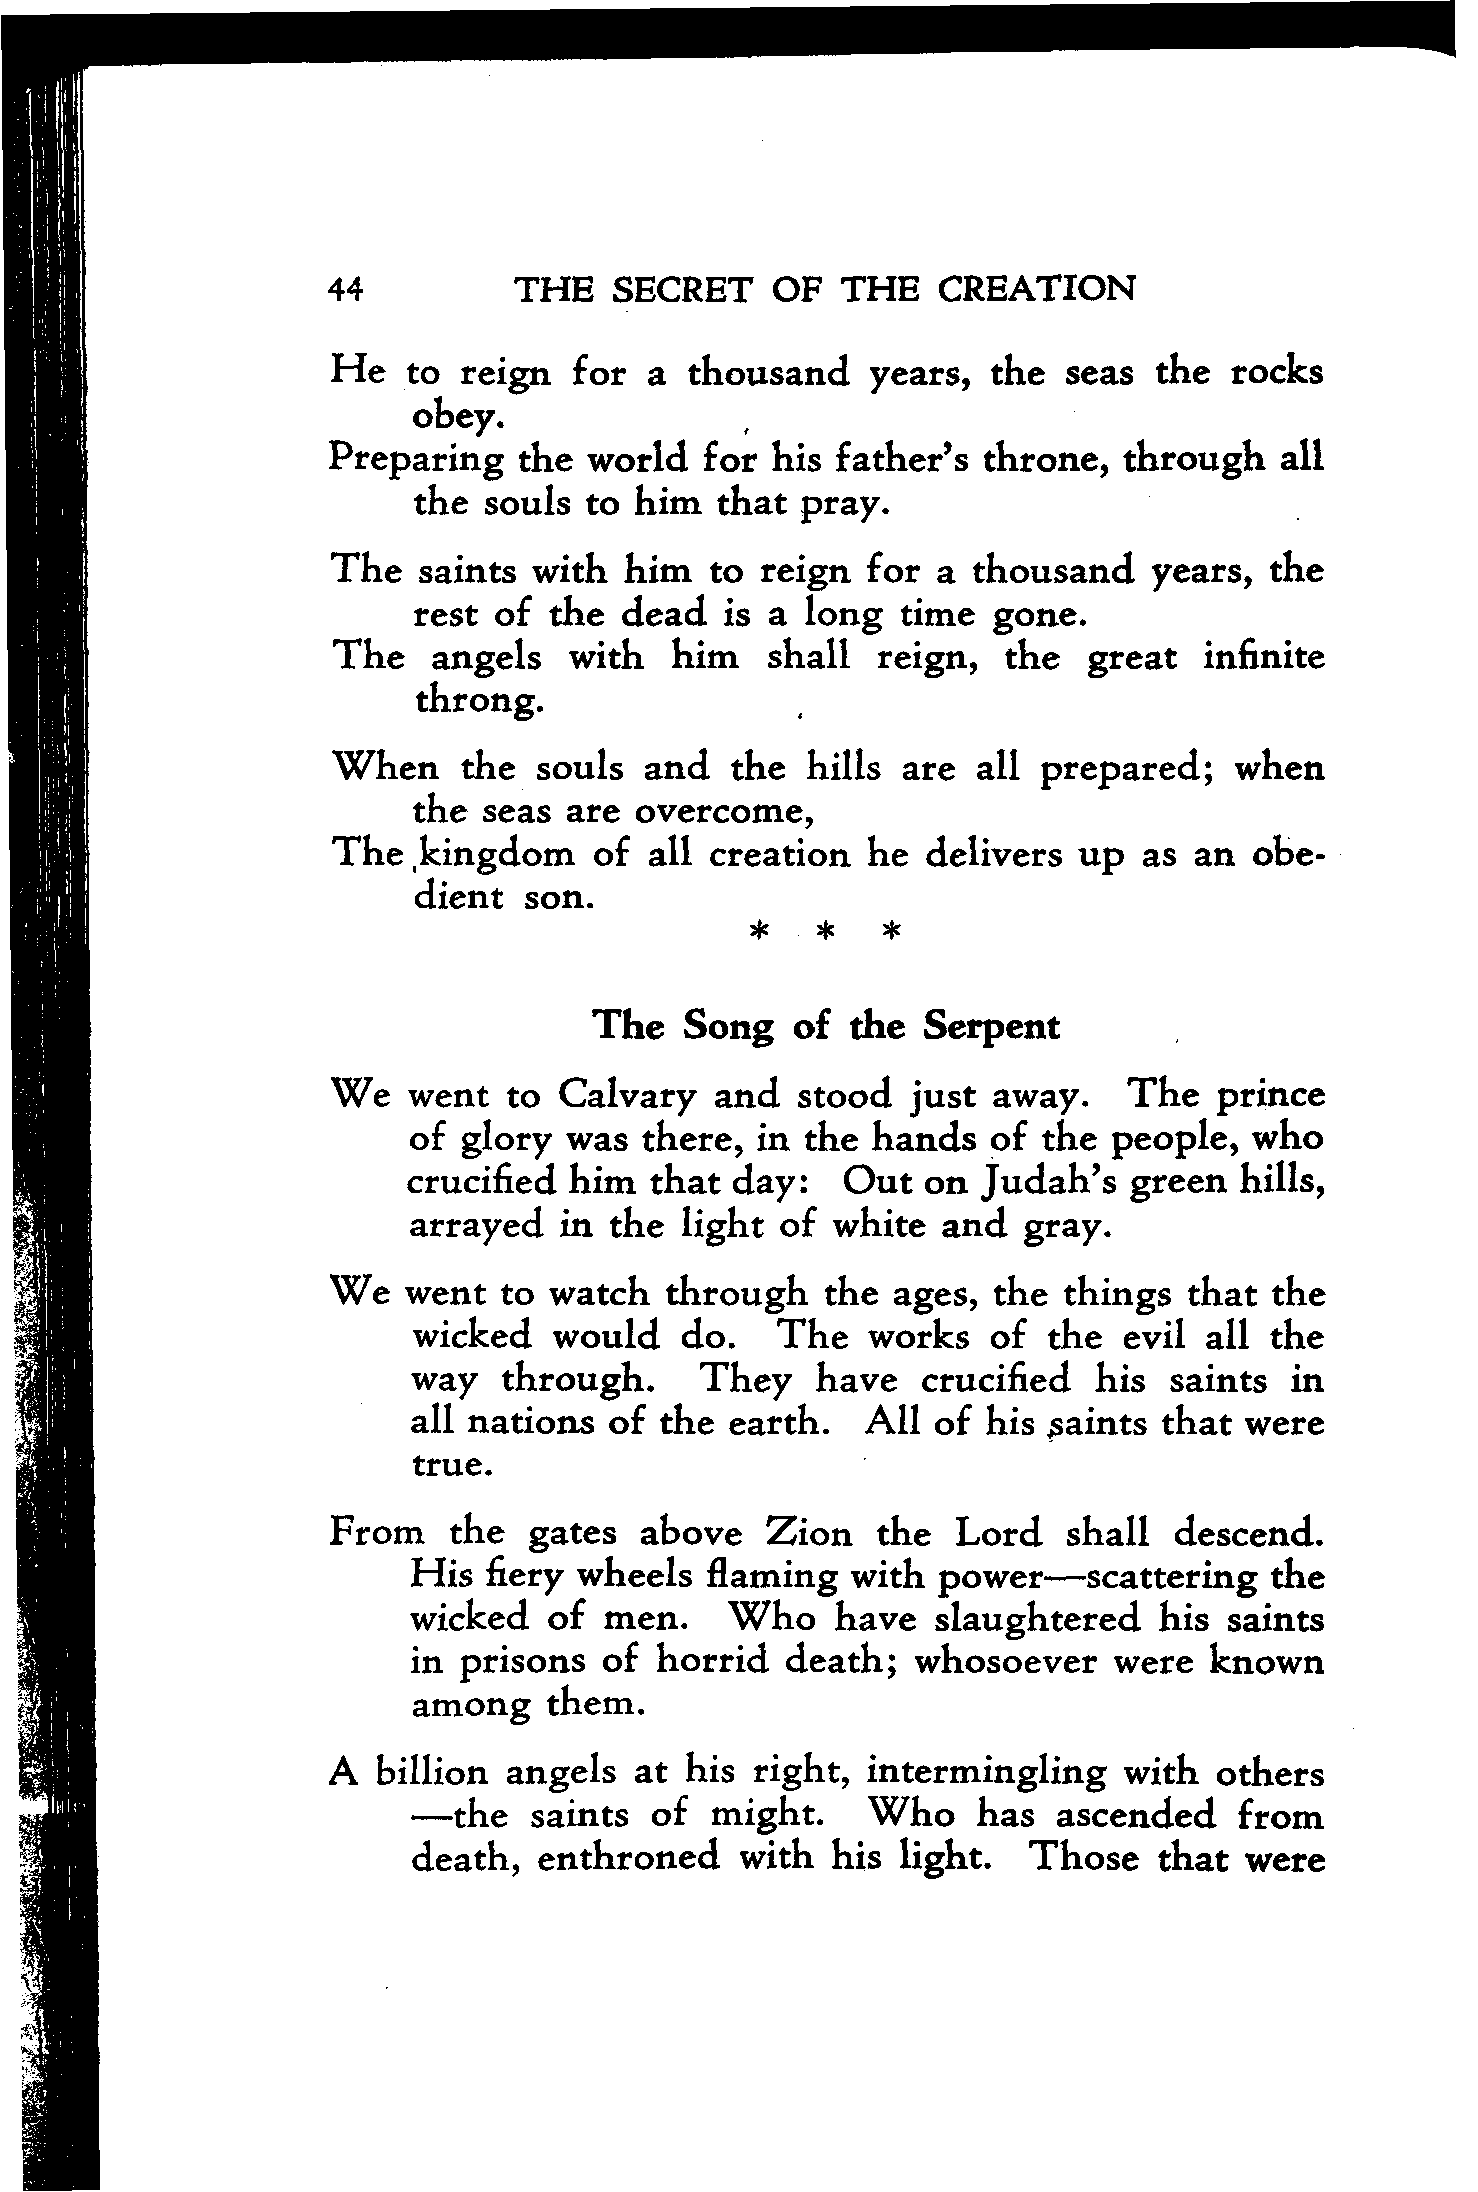 44 THE SECRET OF THE CREATION
He to reign for a thousand years, the seas the rocks
obey.
Preparing the world for his father's throne, through all
the souls to him that pray.
The saints with him to reign for a thousand years, the
rest of the dead is a long time gone.
The angels with him shall reign, the great infinite
throng.
When the souls and the hills are all prepared; when
the seas are overcome,
The kingdom of all creation he delivers up as an obe-
dient son.
* * *
The Song of the Serpent
We went to Calvary and stood just away. The prince
of glory was there, in the hands of the people, who
crucified him that day: Out on Judah's green hills,
arrayed in the light of white and gray.
We went to watch through the ages, the things that the
wicked would do. The works of the evil all the
way through. They have crucified his saints in
all nations of the earth. All of his saints that were
true.
From the gates above Zion the Lord shall descend.
His fiery wheels flaming with power—scattering the
wicked of men. Who have slaughtered his saints
in prisons of horrid death; whosoever were known
among them.
A billion angels at his right, intermingling with others
—the saints of might. Who has ascended from
death, enthroned with his light. Those that were